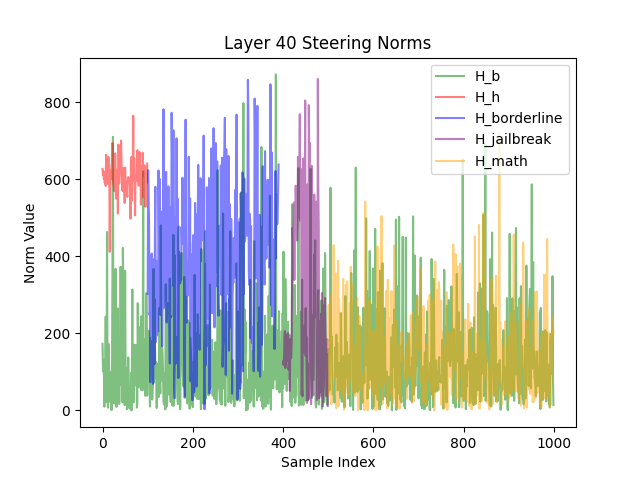 Layer 40 Steering Norms
H_b
H_h
H_borderline
H_jailbreak
H_math
Norm Value
800
600
400
200
0
0 200 400 600 800 1000
Sample Index